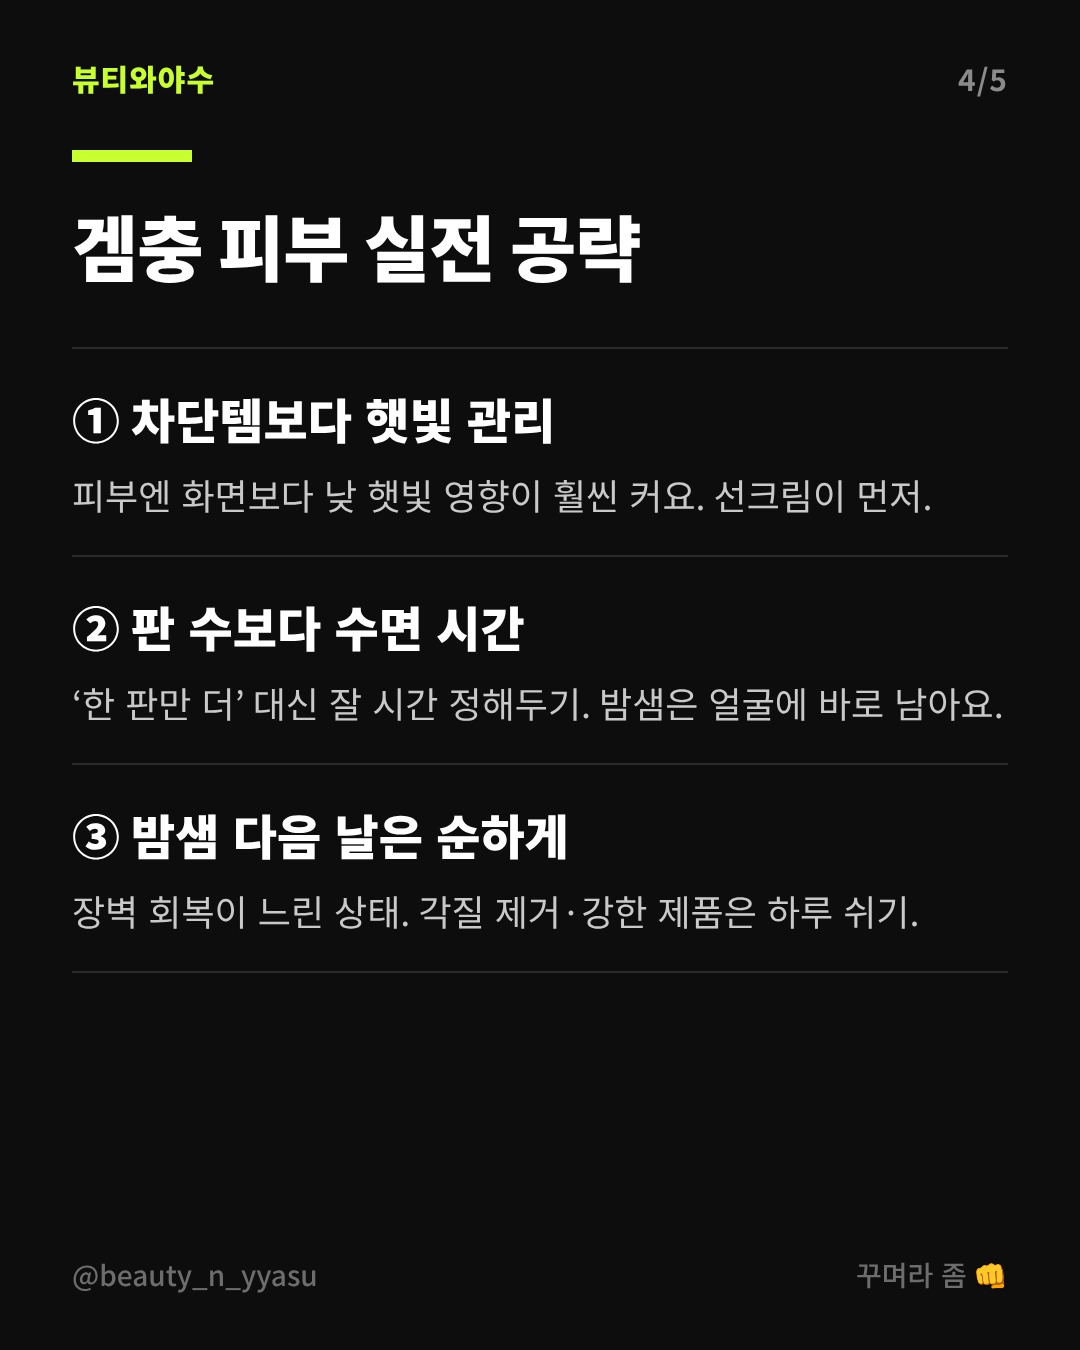 뷰티와야수
4/5
겜충 피부 실전 공략
① 차단템보다 햇빛 관리
피부엔 화면보다 낮 햇빛 영향이 훨씬 커요. 선크림이 먼저.
② 판 수보다 수면 시간
‘한 판만 더’ 대신 잘 시간 정해두기. 밤샘은 얼굴에 바로 남아요.
③ 밤샘 다음 날은 순하게
장벽 회복이 느린 상태. 각질 제거·강한 제품은 하루 쉬기.
@beauty_n_yyasu
꾸며라 좀 👊